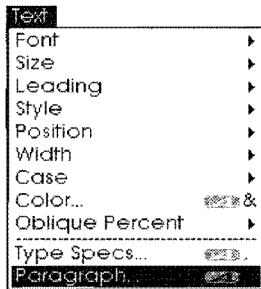 Text
Font
Size
Leading
Style
Position
Width
Case
Color... &
Oblique Percent
Type Specs... .
Paragraph...